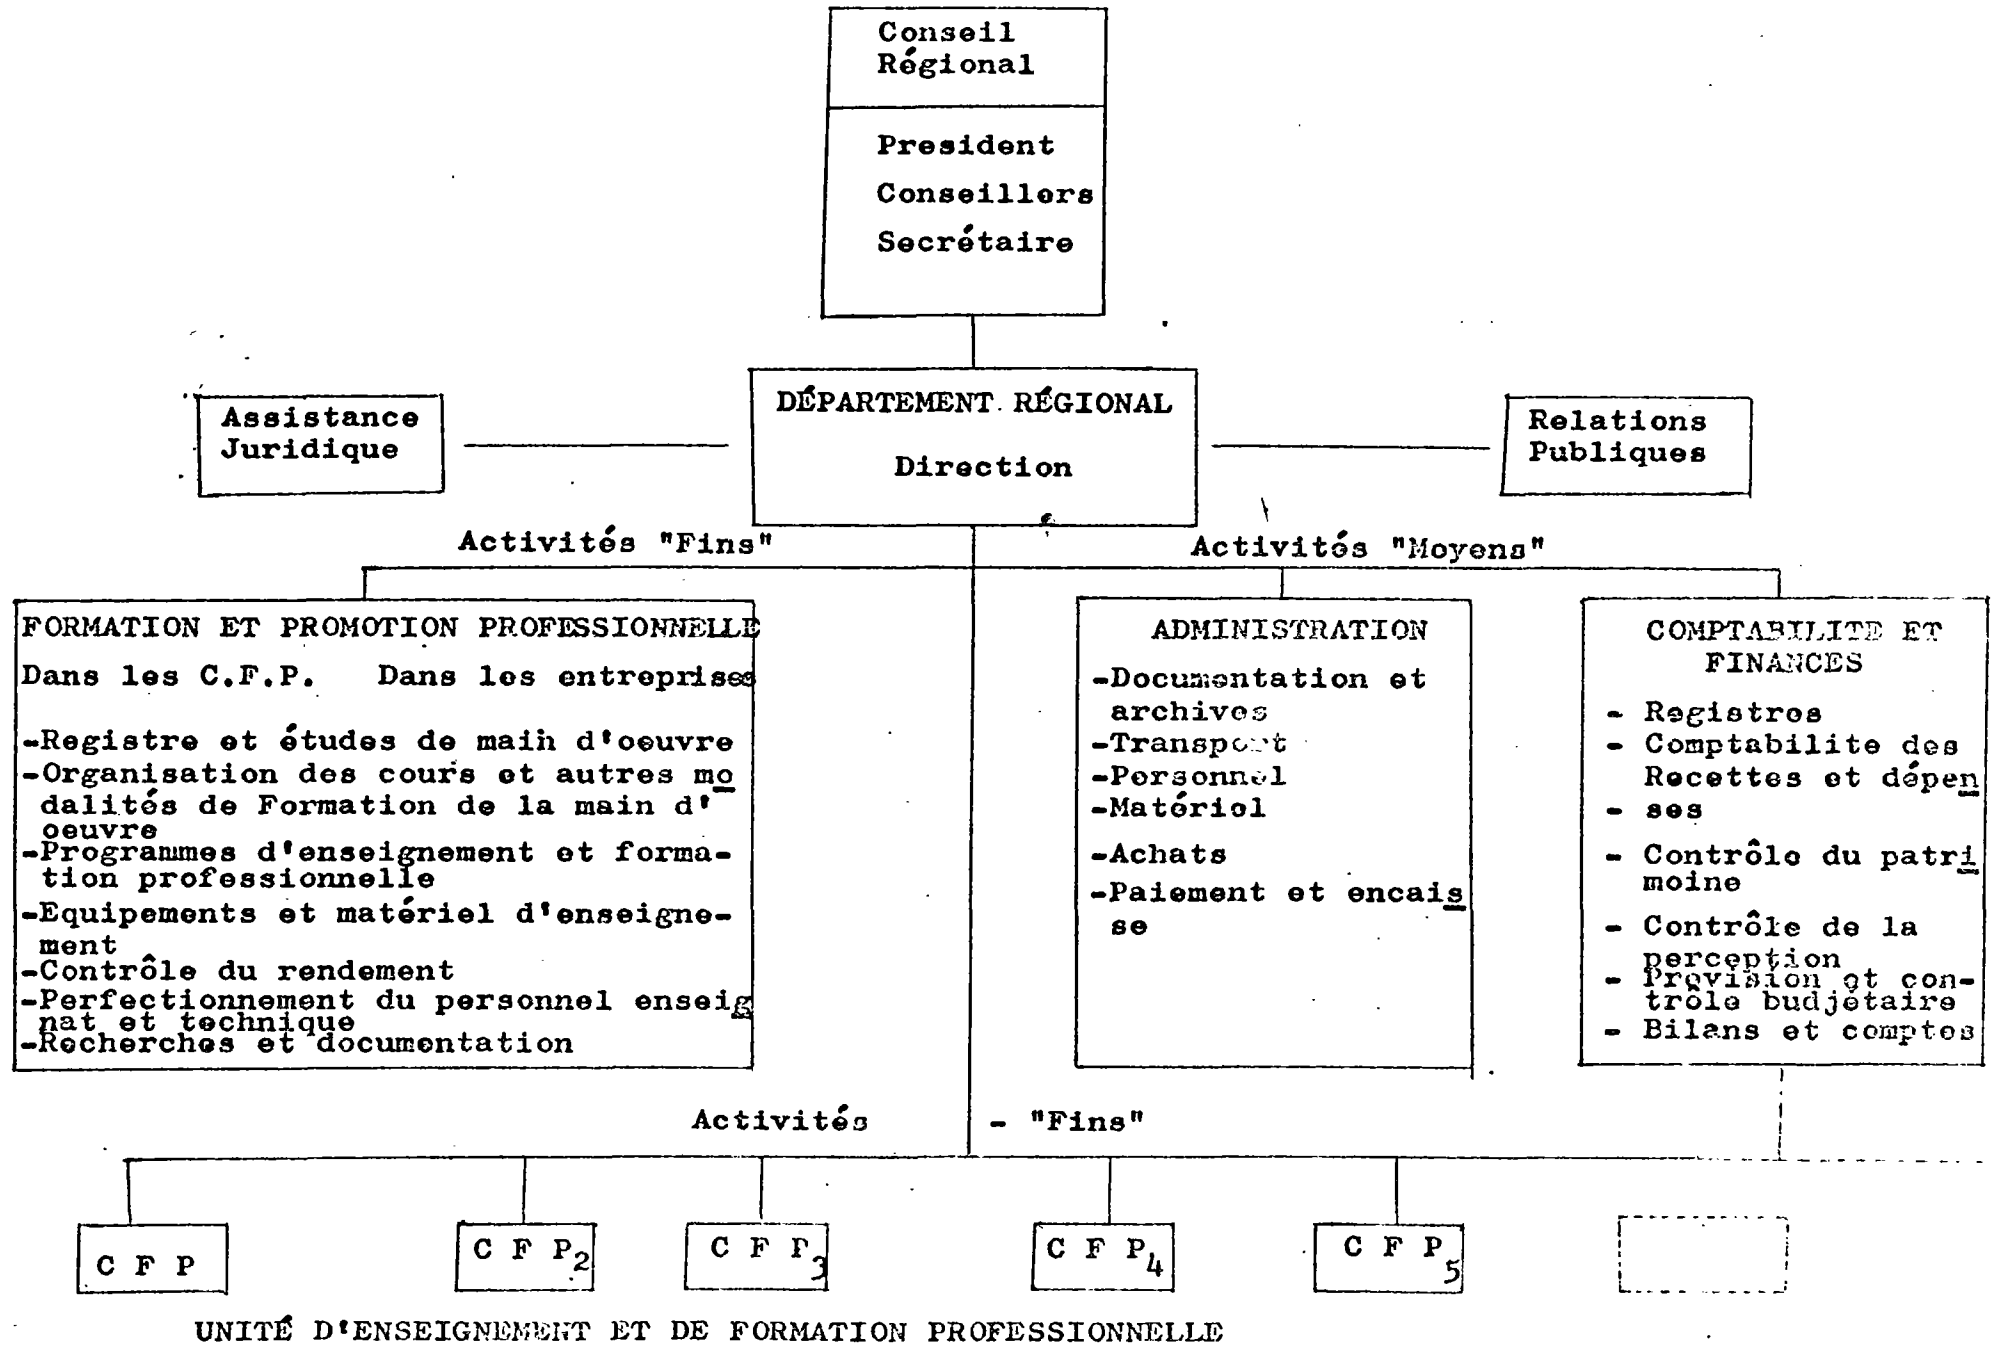 Conseil
Régional
President
Conseillers
Secrétaire
Assistance
Juridique
DÉPARTEMENT RÉGIONAL
Direction
Relations
Publiques
Activités "Fins"
Activités "Moyens"
FORMATION ET PROMOTION PROFESSIONNELLE
Dans les C.F.P. Dans les entreprises
-Registre et études de main d'oeuvre
-Organisation des cours et autres mo
dalités de Formation de la main d'
oeuvre
-Programmes d'enseignement et forma-
tion professionnelle
-Equipements et matériel d'enseigne-
ment
-Contrôle du rendement
-Perfectionnement du personnel enseig
nat et technique
-Recherches et documentation
ADMINISTRATION
-Documentation et
archives
-Transport
-Personnel
-Matériel
-Achats
-Paiement et encais
se
COMPTABILITE ET
FINANCES
- Registres
- Comptabilite des
Recettes et dépen
- ses
- Contrôle du patri
moine
- Contrôle de la
perception
- Prévision et con-
trôle budjétaire
- Bilans et comptes
Activités - "Fins"
C F P
C F P2
C F P3
C F P4
C F P5
UNITÉ D'ENSEIGNEMENT ET DE FORMATION PROFESSIONNELLE